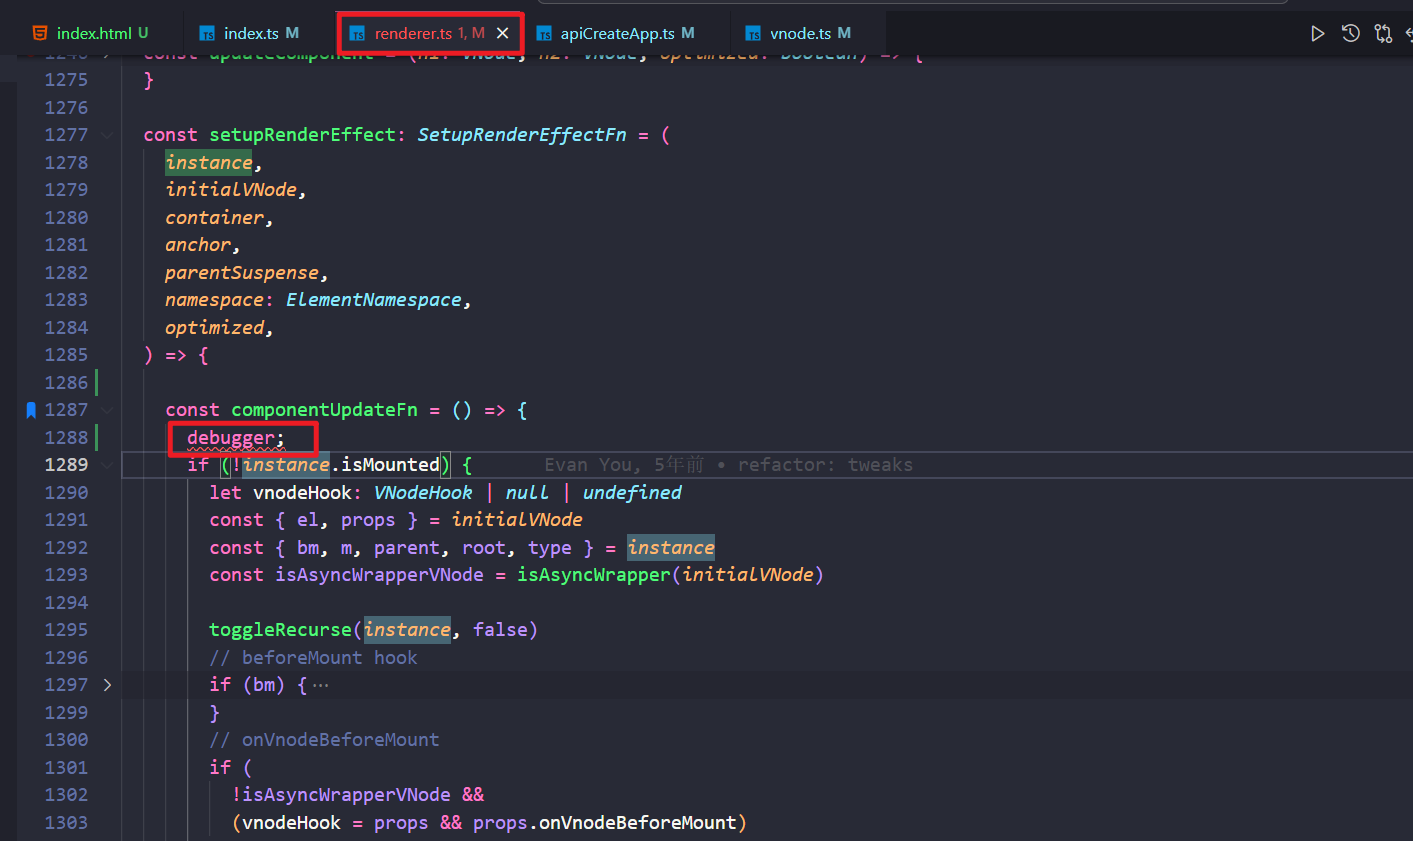 index.html U
index.ts M
renderer.ts 1, M
apiCreateApp.ts M
vnode.ts M
1275 }
1276
1277 const setupRenderEffect: SetupRenderEffectFn = (
1278 instance,
1279 initialVNode,
1280 container,
1281 anchor,
1282 parentSuspense,
1283 namespace: ElementNamespace,
1284 optimized,
1285 ) => {
1286
1287 const componentUpdateFn = () => {
1288 debugger;
1289 if (!instance.isMounted) { Evan You, 5年前 • refactor: tweaks
1290 let vnodeHook: VNodeHook | null | undefined
1291 const { el, props } = initialVNode
1292 const { bm, m, parent, root, type } = instance
1293 const isAsyncWrapperVNode = isAsyncWrapper(initialVNode)
1294
1295 toggleRecurse(instance, false)
1296 // beforeMount hook
1297 if (bm) { ···
1299 }
1300 // onVnodeBeforeMount
1301 if (
1302 !isAsyncWrapperVNode &&
1303 (vnodeHook = props && props.onVnodeBeforeMount)